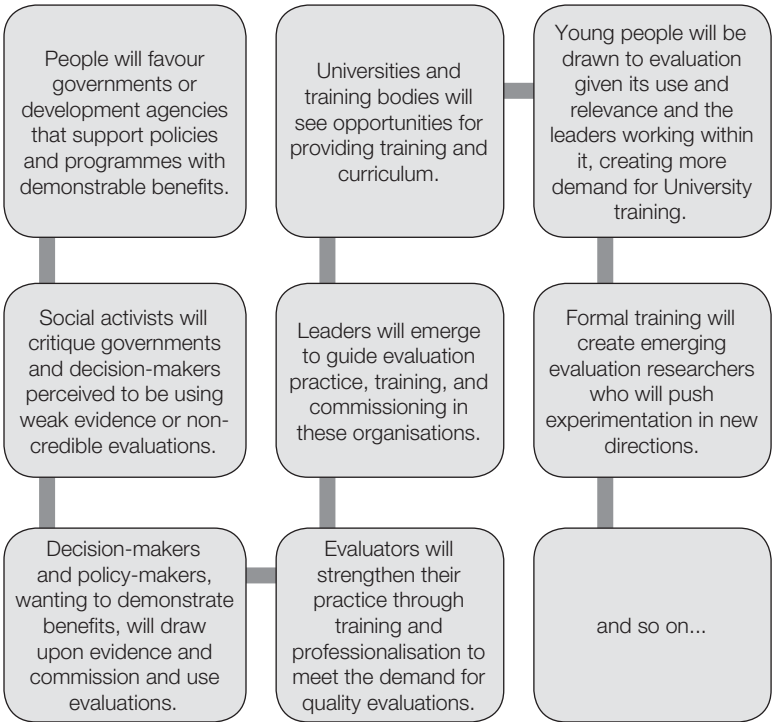 People will favour
governments or
development agencies
that support policies
and programmes with
demonstrable benefits.
Social activists will
critique governments
and decision-makers
perceived to be using
weak evidence or non-
credible evaluations.
Decision-makers
and policy-makers,
wanting to demonstrate
benefits, will draw
upon evidence and
commission and use
evaluations.
Evaluators will
strengthen their
practice through
training and
professionalisation to
meet the demand for
quality evaluations.
Leaders will emerge
to guide evaluation
practice, training, and
commissioning in
these organisations.
Universities and
training bodies will
see opportunities for
providing training and
curriculum.
Young people will be
drawn to evaluation
given its use and
relevance and the
leaders working within
it, creating more
demand for University
training.
Formal training will
create emerging
evaluation researchers
who will push
experimentation in new
directions.
and so on...